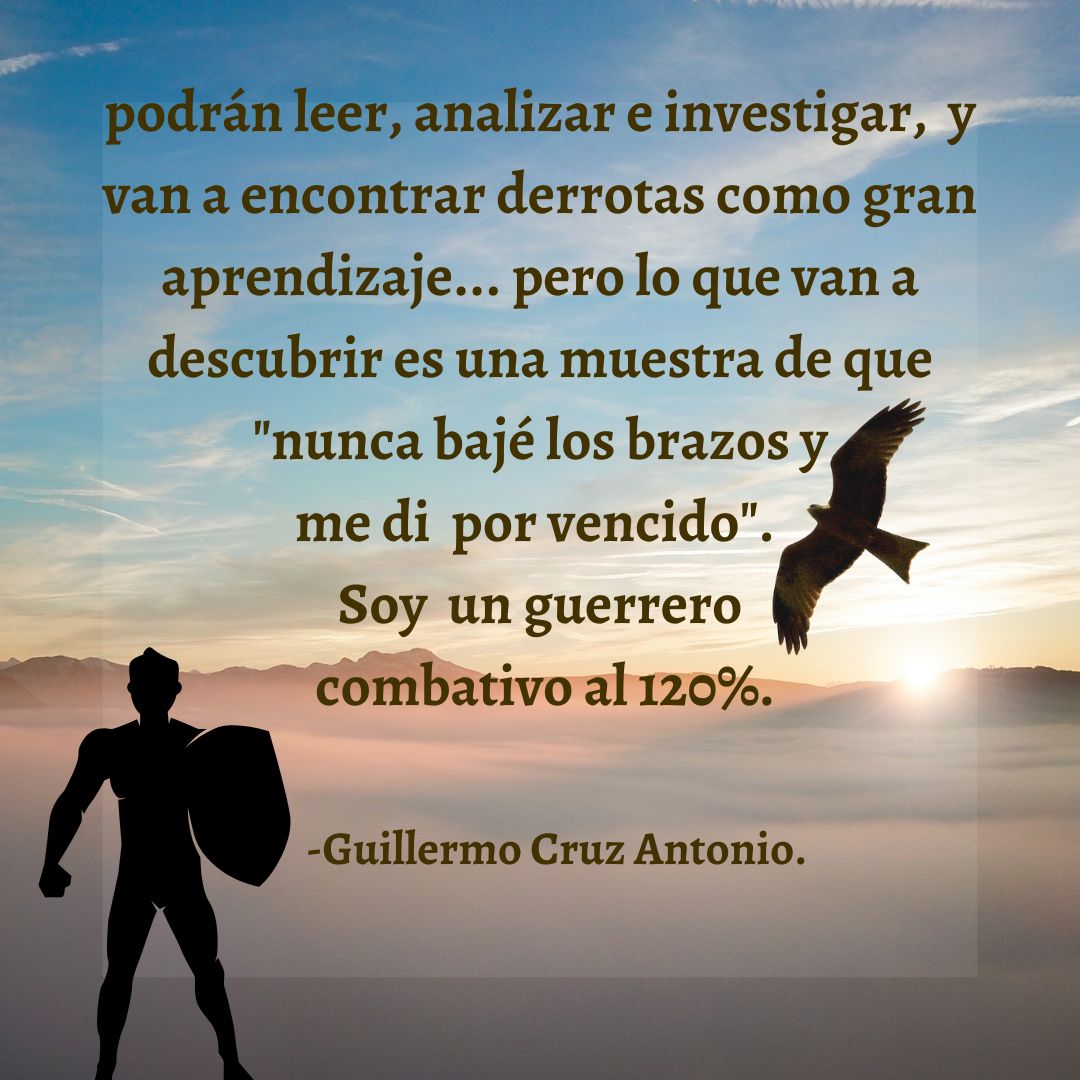 podrán leer, analizar e investigar,  y
van a encontrar derrotas como gran
aprendizaje... pero lo que van a
descubrir es una muestra de que
"nunca bajé los brazos y
me di  por vencido".
Soy  un guerrero
combativo al 120%.
-Guillermo Cruz Antonio.